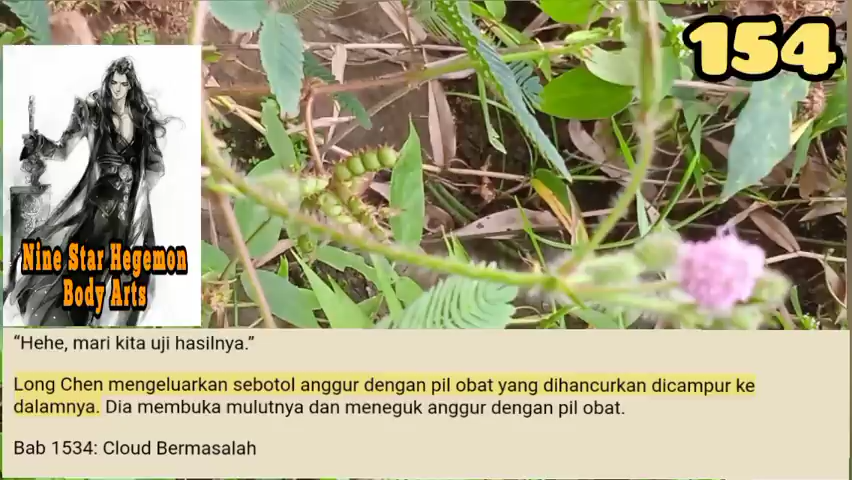 154
Nine Star Hegemon
Body Arts
“Hehe, mari kita uji hasilnya.”
Long Chen mengeluarkan sebotol anggur dengan pil obat yang dihancurkan dicampur ke
dalamnya. Dia membuka mulutnya dan meneguk anggur dengan pil obat.
Bab 1534: Cloud Bermasalah